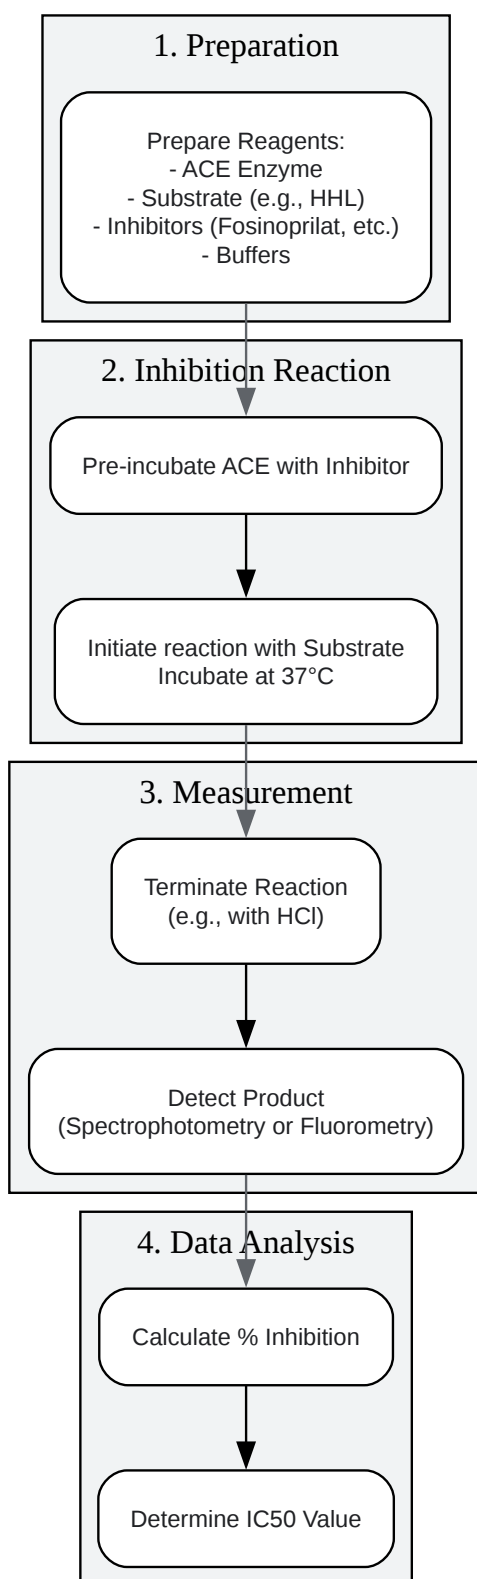 1. Preparation
Prepare Reagents:
- ACE Enzyme
- Substrate (e.g., HHL)
- Inhibitors (Fosinoprilat, etc.)
- Buffers
2. Inhibition Reaction
Pre-incubate ACE with Inhibitor
Initiate reaction with Substrate
Incubate at 37°C
3. Measurement
Terminate Reaction
(e.g., with HCl)
Detect Product
(Spectrophotometry or Fluorometry)
4. Data Analysis
Calculate % Inhibition
Determine IC50 Value